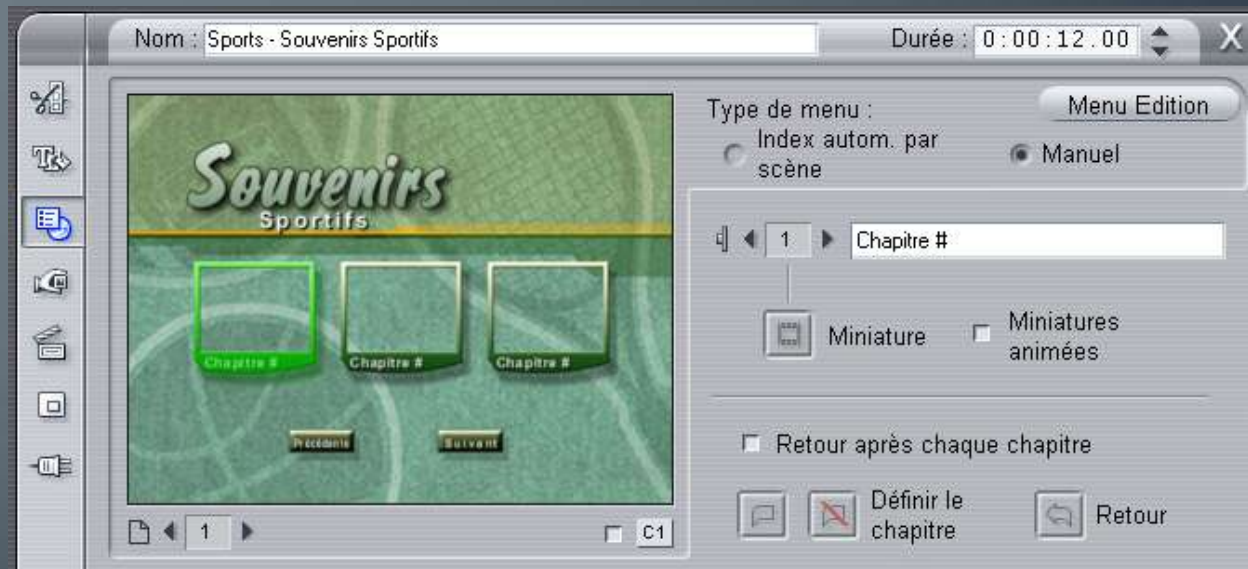 Nom : Sports - Souvenirs Sportifs
Durée : 0:00:12.00
X
Souvenirs
Sportifs
Chapitre #
Chapitre #
Chapitre #
Précédente
Suivant
1
C1
Type de menu :
Menu Edition
Index autom. par
scène
Manuel
1
Chapitre #
Miniature
Miniatures
animées
Retour après chaque chapitre
Définir le
chapitre
Retour